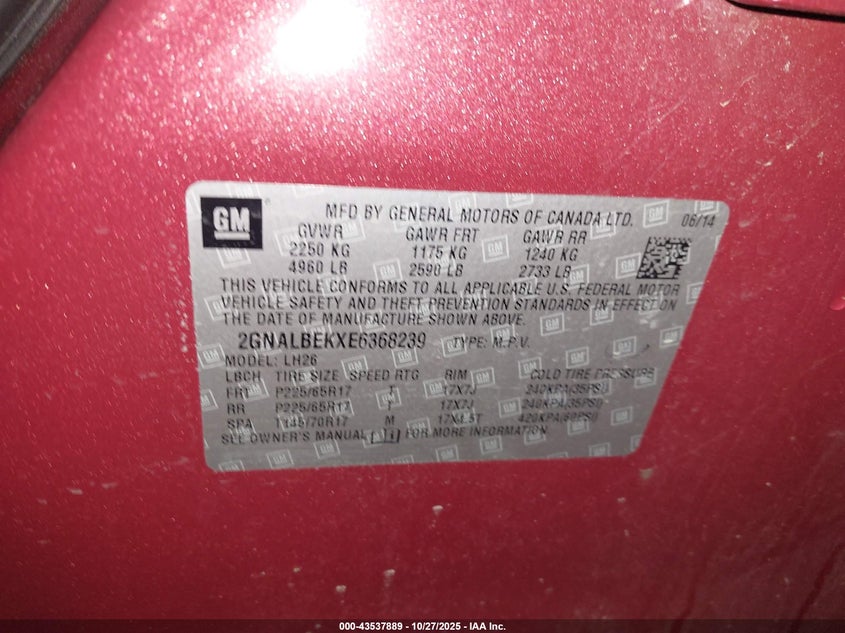 GM MFD BY GENERAL MOTORS OF CANADA LTD. 06/14
GVWR GAWR FRT GAWR RR
2250 KG 1175 KG 1240 KG
4960 LB 2590 LB 2733 LB
THIS VEHICLE CONFORMS TO ALL APPLICABLE U.S. FEDERAL MOTOR
VEHICLE SAFETY AND THEFT PREVENTION STANDARDS IN EFFECT ON
THE DATE OF MANUFACTURE SHOWN ABOVE.
2GNALBEKXE6368239 TYPE: M.P.V.
MODEL: LH26
LBCH TIRE SIZE SPEED RTG RIM COLD TIRE PRESSURE
FRT P225/65R17 T 17X7J 240KPA/35PSI)
RR P225/65R17 T 17X7J 240KPA(35PSI)
SPA T145/70R17 M 17X4.5T 420KPA(60PSI)
SEE OWNER'S MANUAL FOR MORE INFORMATION
000-43537889 - 10/27/2025 - IAA Inc.